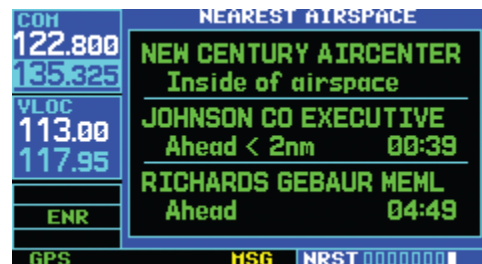 COM
122.800
135.325
VLOC
113.00
117.95
ENR
GPS
NEAREST AIRSPACE
NEW CENTURY AIRCENTER
Inside of airspace
JOHNSON CO EXECUTIVE
Ahead < 2nm 00:39
RICHARDS GEBAUR MEML
Ahead 04:49
MSG
NRST